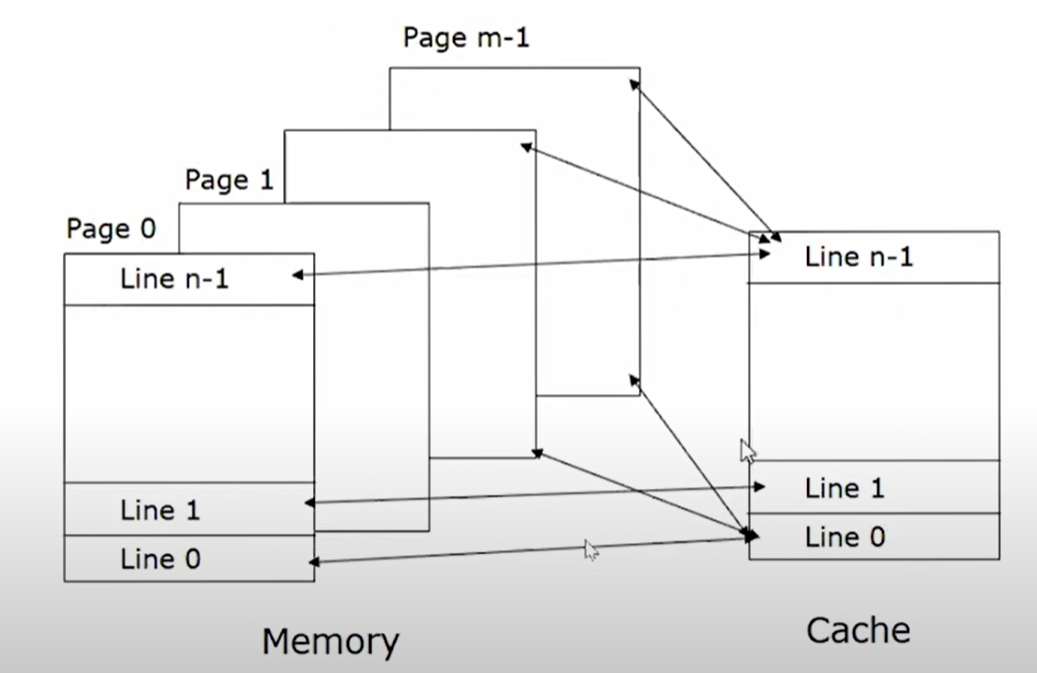 Page m-1
Page 1
Page 0
Line n-1
Line 1
Line 0
Line n-1
Line 1
Line 0
Memory
Cache